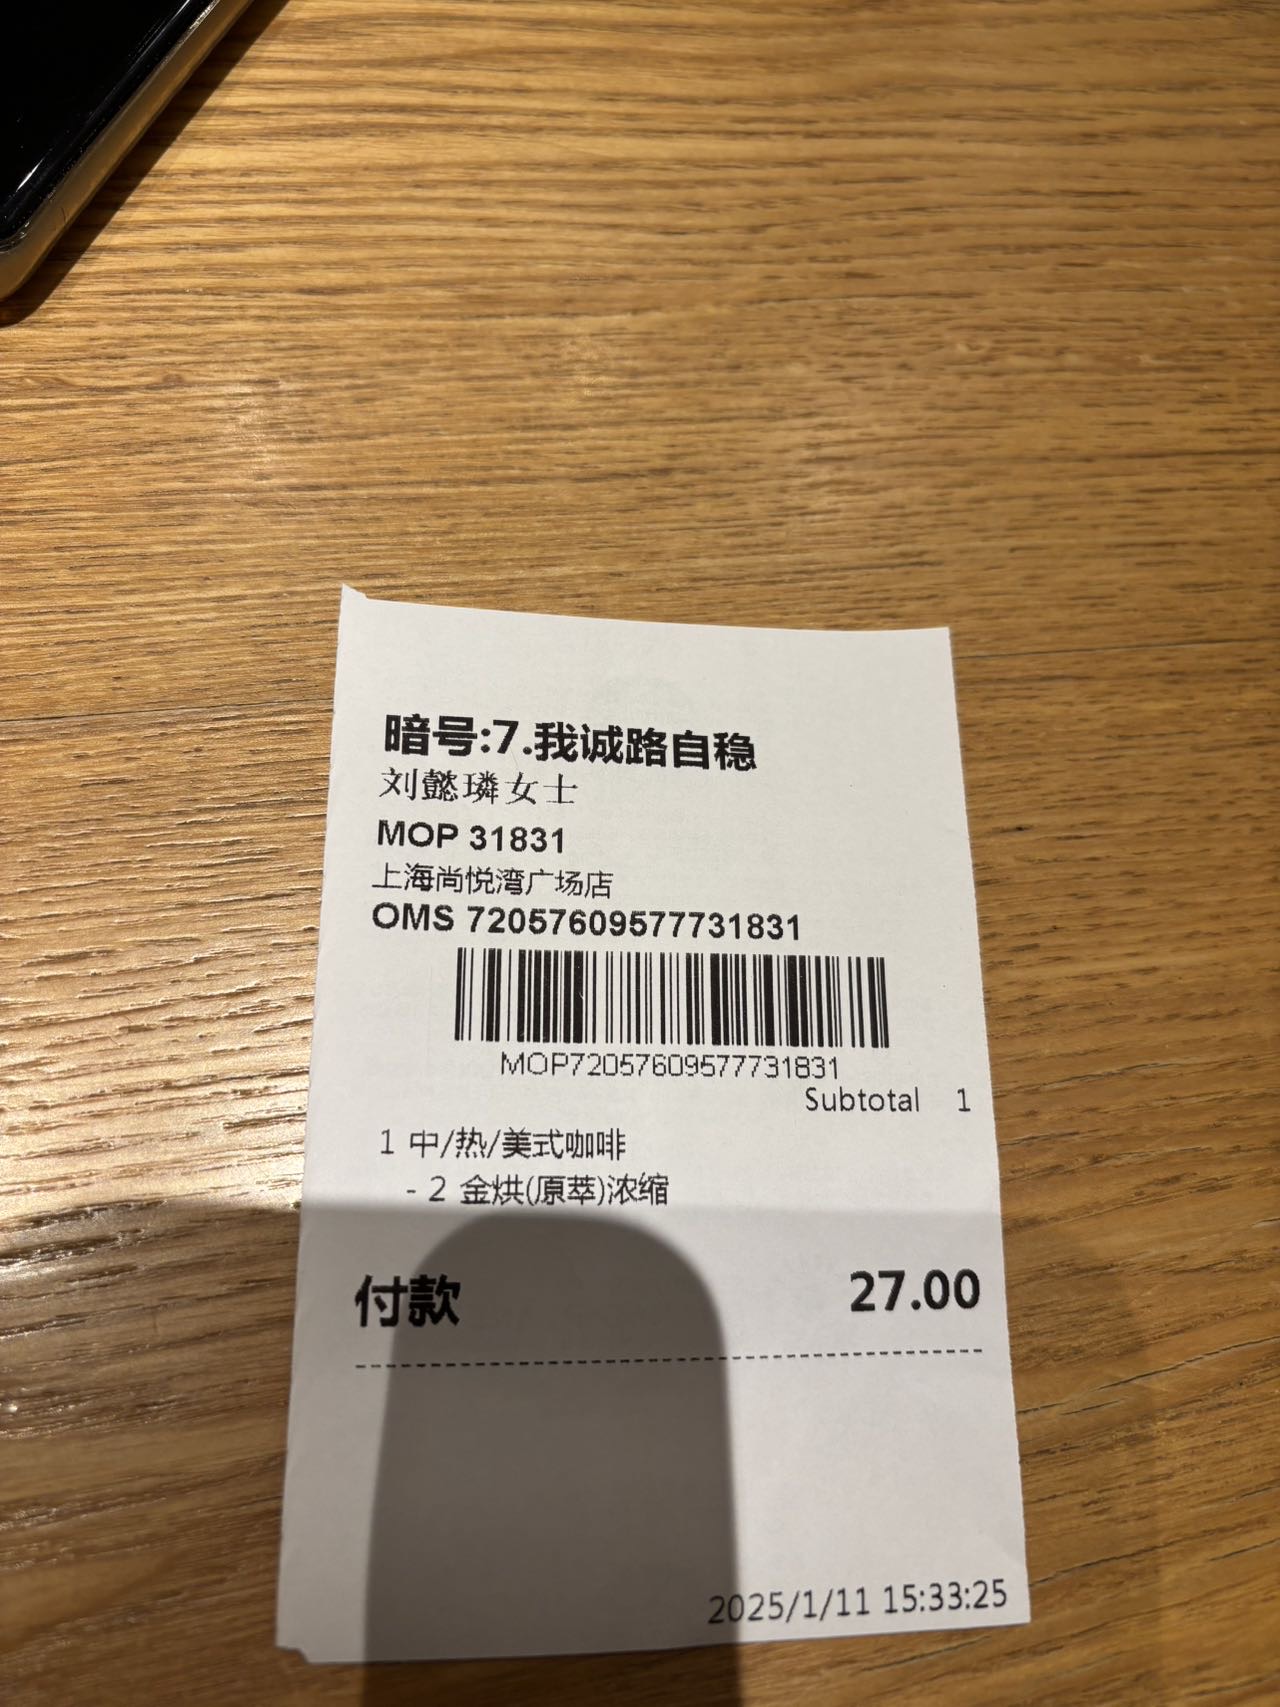 暗号:7.我诚路自稳
刘懿璘女士
MOP 31831
上海尚悦湾广场店
OMS 72057609577731831
MOP72057609577731831
Subtotal 1
1 中/热/美式咖啡
- 2 金烘(原萃)浓缩
付款 27.00
2025/1/11 15:33:25